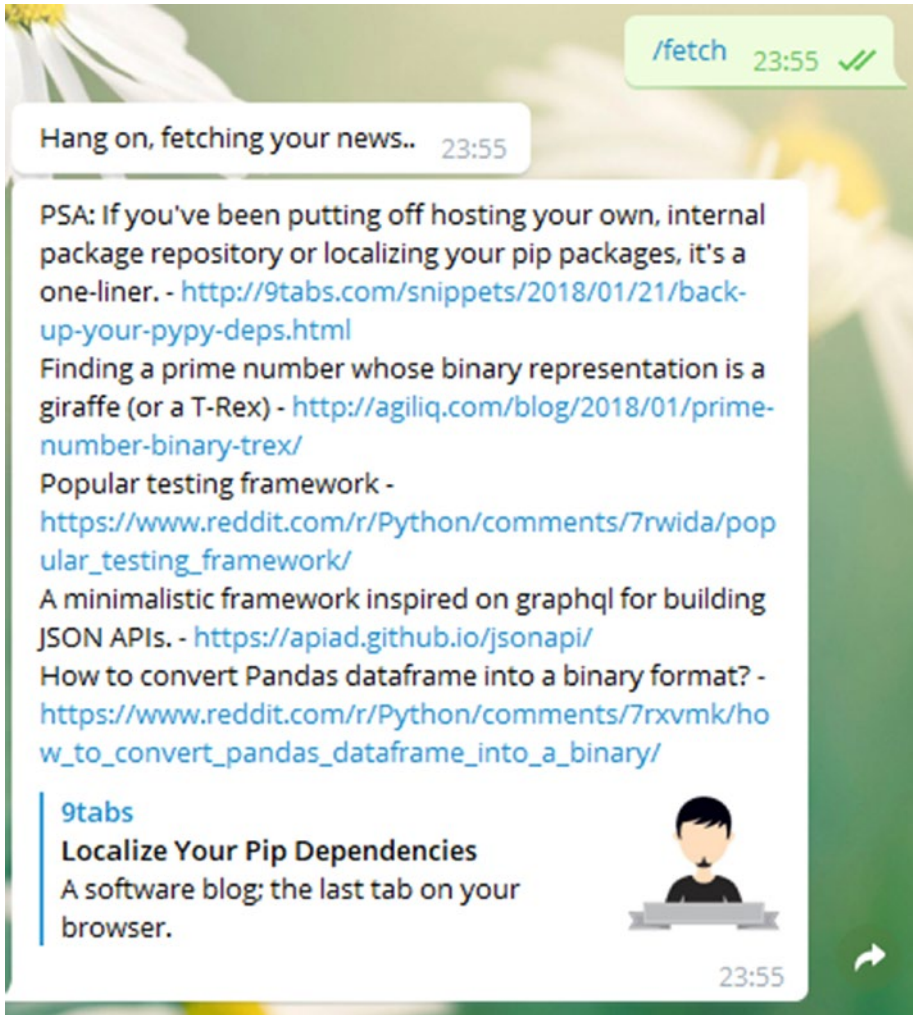 /fetch 23:55
Hang on, fetching your news.. 23:55
PSA: If you've been putting off hosting your own, internal
package repository or localizing your pip packages, it's a
one-liner. - http://9tabs.com/snippets/2018/01/21/back-
up-your-pypy-deps.html
Finding a prime number whose binary representation is a
giraffe (or a T-Rex) - http://agiliq.com/blog/2018/01/prime-
number-binary-trex/
Popular testing framework -
https://www.reddit.com/r/Python/comments/7rwida/pop
ular_testing_framework/
A minimalistic framework inspired on graphql for building
JSON APIs. - https://apiad.github.io/jsonapi/
How to convert Pandas dataframe into a binary format? -
https://www.reddit.com/r/Python/comments/7rxvmk/ho
w_to_convert_pandas_dataframe_into_a_binary/
9tabs
Localize Your Pip Dependencies
A software blog; the last tab on your
browser.
23:55